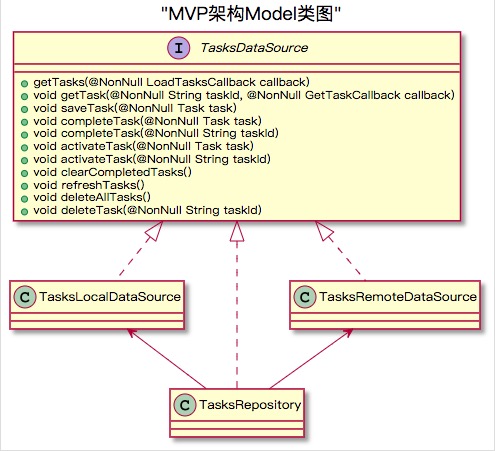 "MVP架构Model类图"
I TasksDataSource
getTasks(@NonNull LoadTasksCallback callback)
void getTask(@NonNull String taskId, @NonNull GetTaskCallback callback)
void saveTask(@NonNull Task task)
void completeTask(@NonNull Task task)
void completeTask(@NonNull String taskId)
void activateTask(@NonNull Task task)
void activateTask(@NonNull String taskId)
void clearCompletedTasks()
void refreshTasks()
void deleteAllTasks()
void deleteTask(@NonNull String taskId)
C TasksLocalDataSource
C TasksRemoteDataSource
C TasksRepository